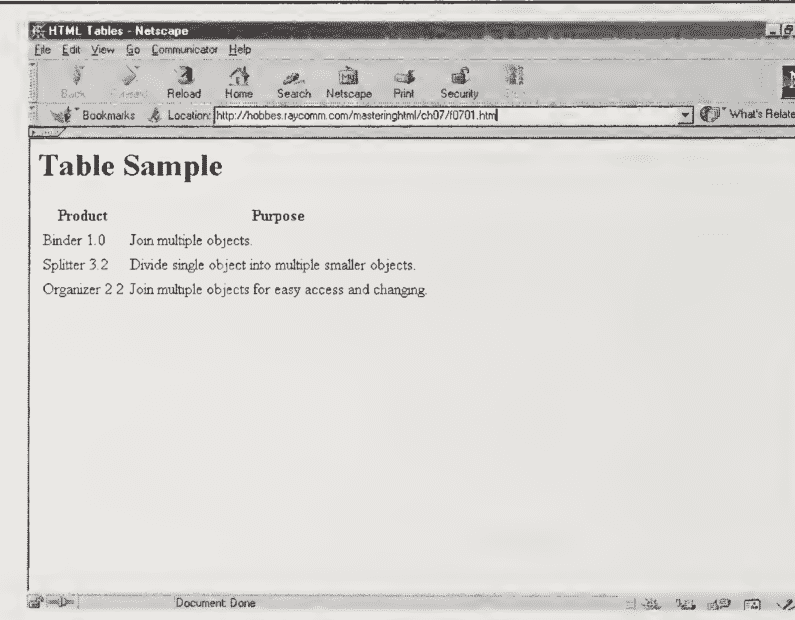 HTML Tables - Netscape
File Edit View Go Communicator Help
Back Forward Reload Home Search Netscape Print Security Stop
Bookmarks Location: http://hobbes.raycomm.com/masteringhtml/ch07/f0701.htm What's Relate
Table Sample
Product Purpose
Binder 1.0 Join multiple objects.
Splitter 3.2 Divide single object into multiple smaller objects.
Organizer 2.2 Join multiple objects for easy access and changing.
Document: Done